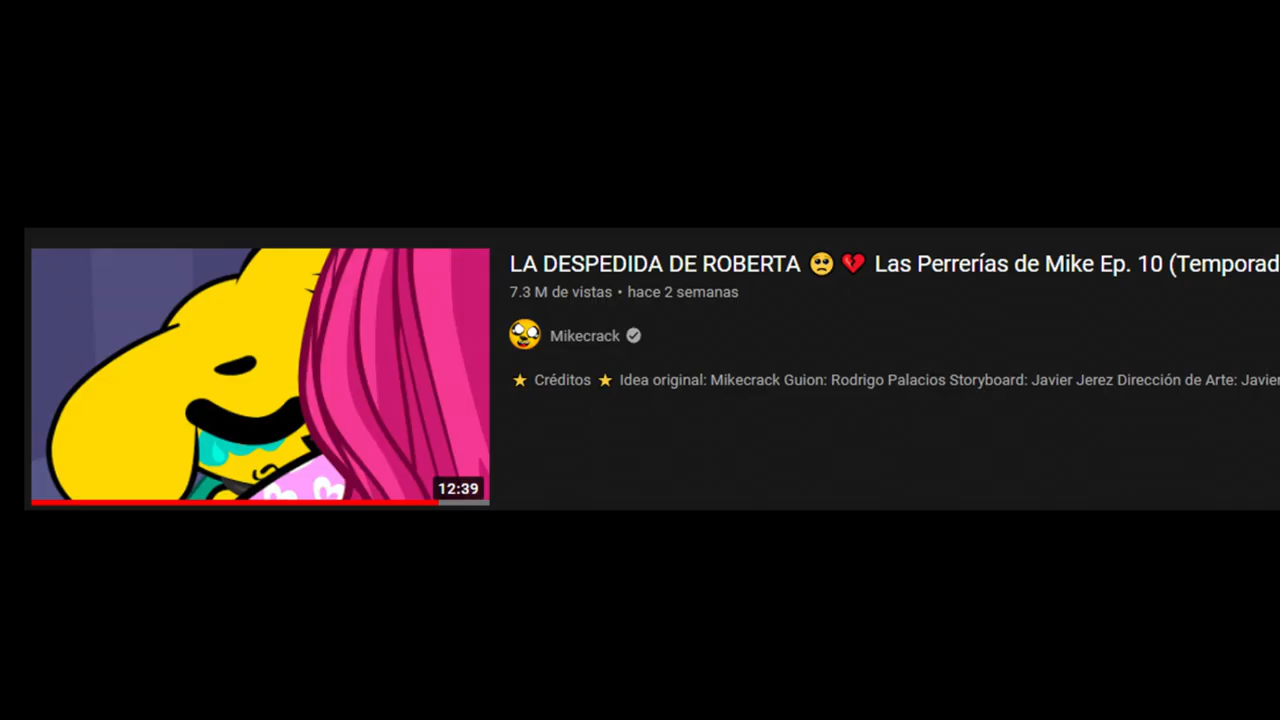 LA DESPEDIDA DE ROBERTA 🥺 💔 Las Perrerías de Mike Ep. 10 (Temporad
7.3 M de vistas • hace 2 semanas
Mikecrack
★ Créditos ★ Idea original: Mikecrack Guion: Rodrigo Palacios Storyboard: Javier Jerez Dirección de Arte: Javier
12:39